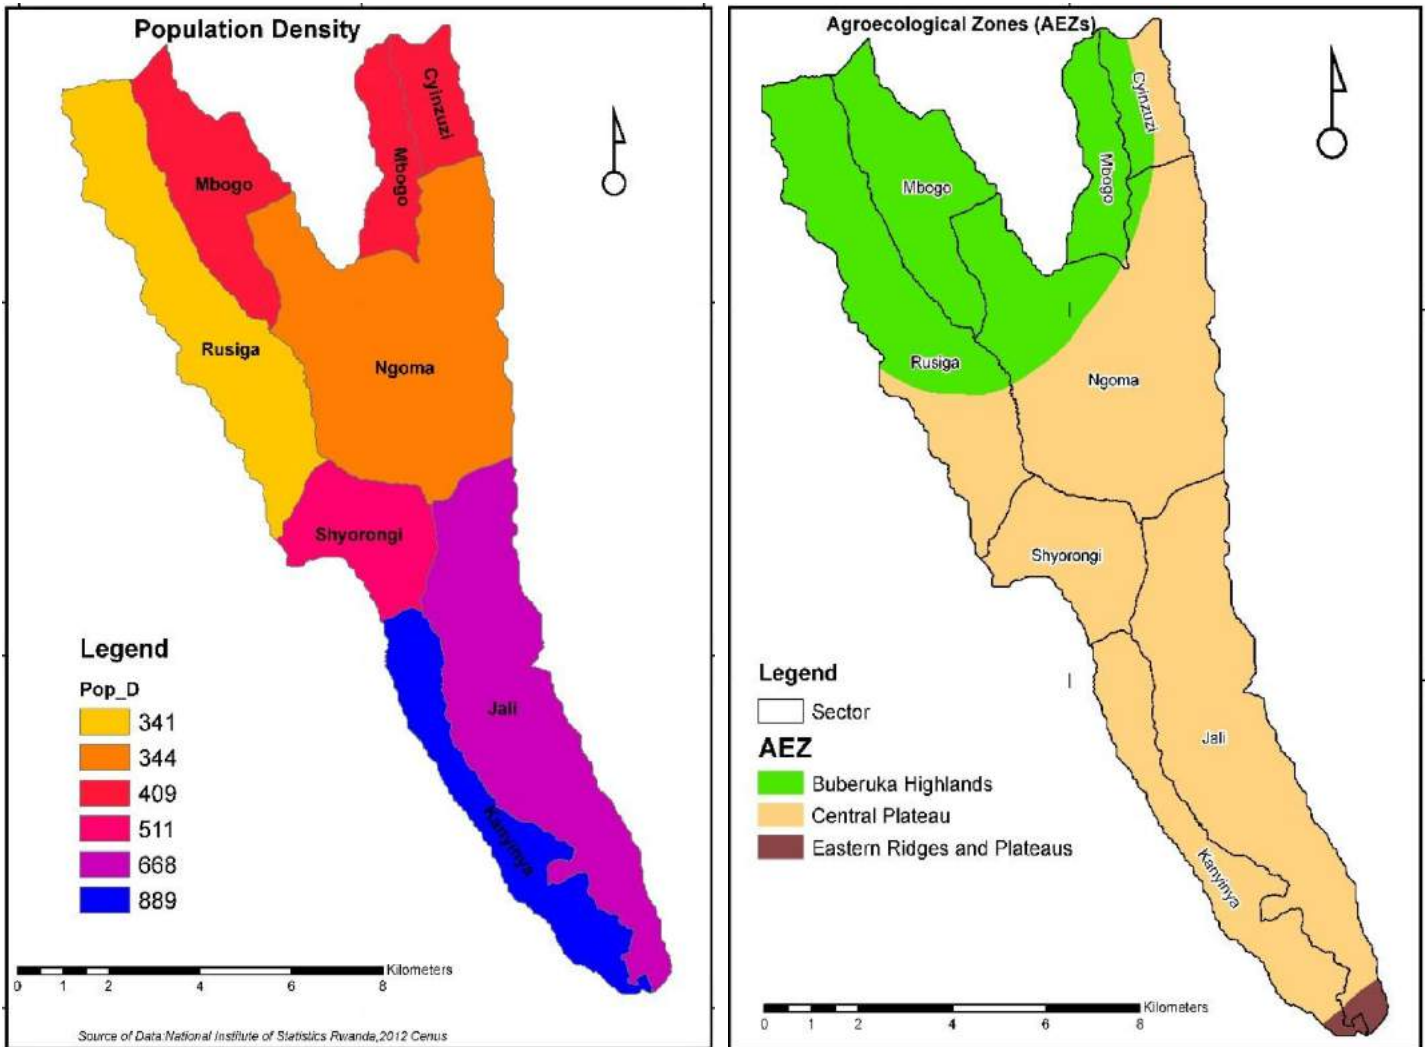 Population Density
Cyinzuzi
Mbogo
Mbogo
Rusiga
Ngoma
Shyorongi
Jali
Kanyinya
Legend
Pop_D
341
344
409
511
668
889
Kilometers
0 1 2 4 6 8
Source of Data:National Institute of Statistics Rwanda,2012 Cenus
Agroecological Zones (AEZs)
Cyinzuzi
Mbogo
Mbogo
Rusiga
Ngoma
Shyorongi
Jali
Kanyinya
Legend
Sector
AEZ
Buberuka Highlands
Central Plateau
Eastern Ridges and Plateaus
Kilometers
0 1 2 4 6 8